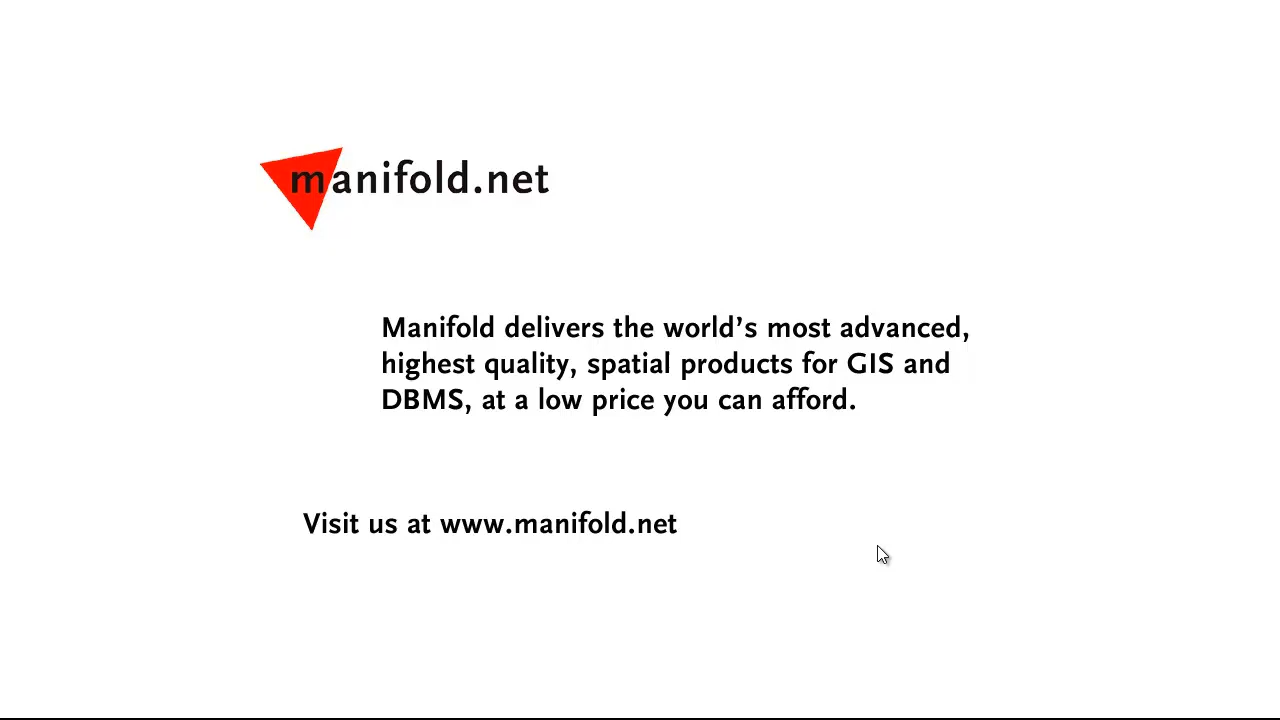 manifold.net
Manifold delivers the world’s most advanced,
highest quality, spatial products for GIS and
DBMS, at a low price you can afford.
Visit us at www.manifold.net